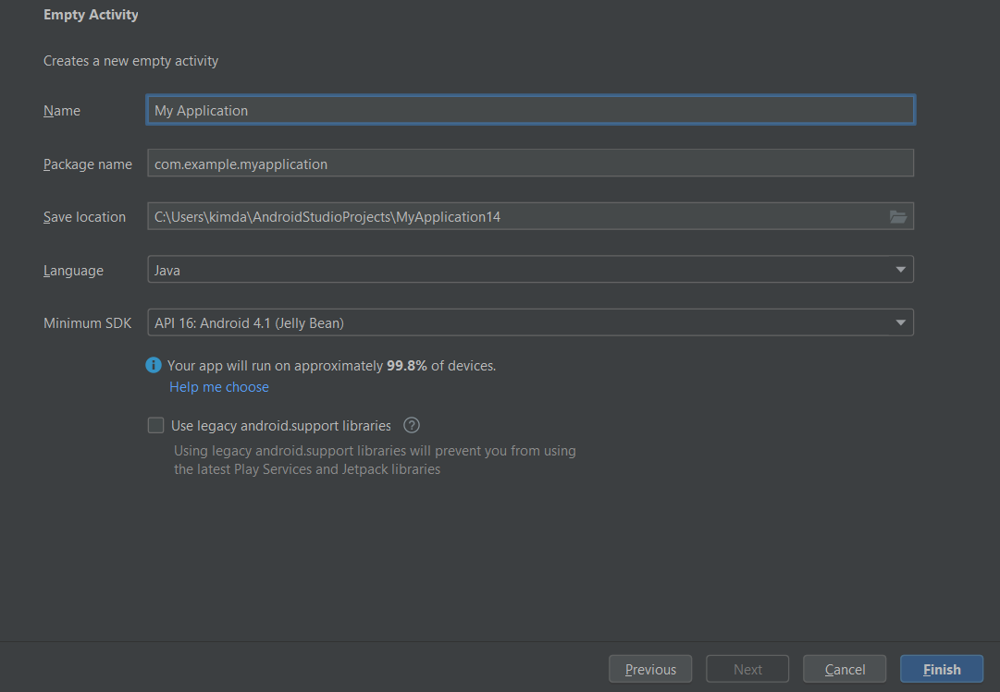 Empty Activity
Creates a new empty activity
Name My Application
Package name com.example.myapplication
Save location C:\Users\kimda\AndroidStudioProjects\MyApplication14
Language Java
Minimum SDK API 16: Android 4.1 (Jelly Bean)
i Your app will run on approximately 99.8% of devices.
Help me choose
Use legacy android.support libraries ?
Using legacy android.support libraries will prevent you from using
the latest Play Services and Jetpack libraries
Previous Next Cancel Finish